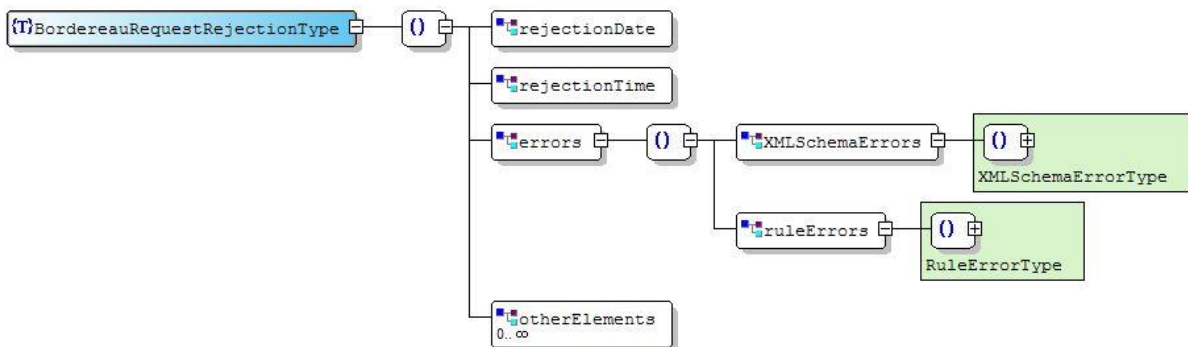 {T}BordereauRequestRejectionType
()
rejectionDate
rejectionTime
errors
()
XMLSchemaErrors
()
XMLSchemaErrorType
ruleErrors
()
RuleErrorType
otherElements
0..∞